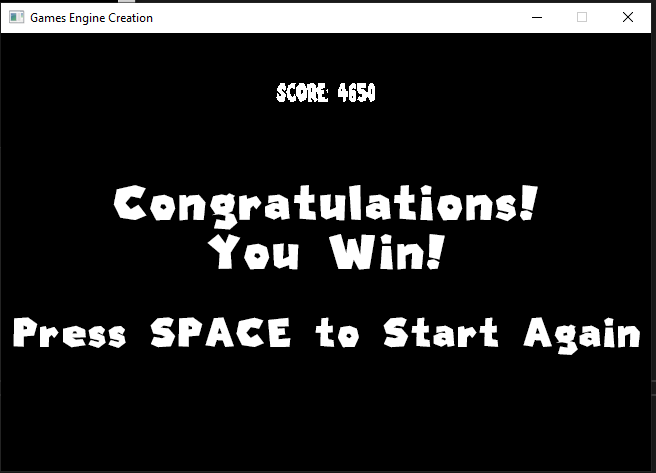 Games Engine Creation
SCORE: 4650
Congratulations!
You Win!
Press SPACE to Start Again